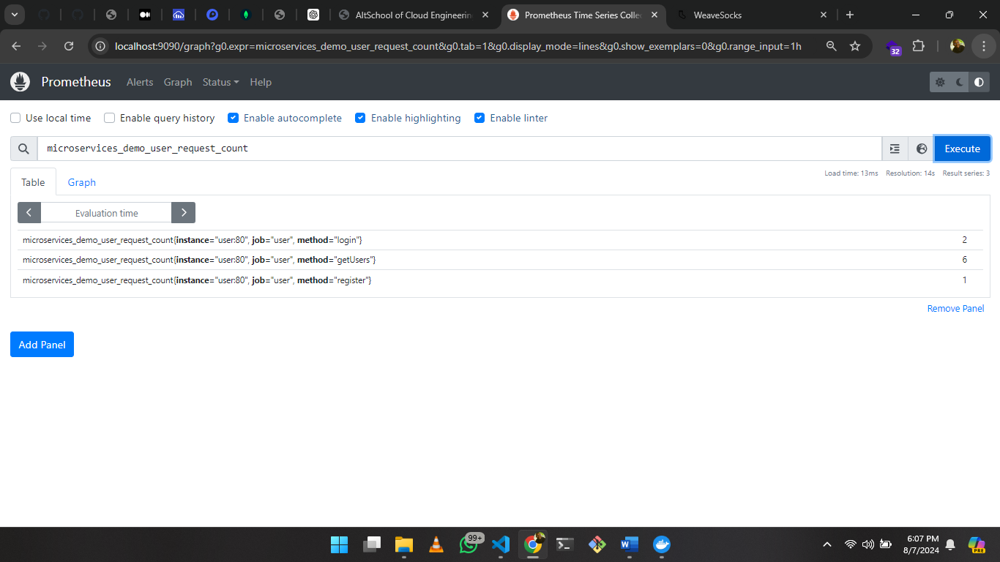 AltSchool of Cloud Engineerin
Prometheus Time Series Colle
WeaveSocks
localhost:9090/graph?g0.expr=microservices_demo_user_request_count&g0.tab=1&g0.display_mode=lines&g0.show_exemplars=0&g0.range_input=1h
32
Prometheus Alerts Graph Status Help
Use local time Enable query history Enable autocomplete Enable highlighting Enable linter
microservices_demo_user_request_count Execute
Table Graph Load time: 13ms Resolution: 14s Result series: 3
Evaluation time
microservices_demo_user_request_count{instance="user:80", job="user", method="login"} 2
microservices_demo_user_request_count{instance="user:80", job="user", method="getUsers"} 6
microservices_demo_user_request_count{instance="user:80", job="user", method="register"} 1
Remove Panel
Add Panel
99+
6:07 PM
8/7/2024
PRE